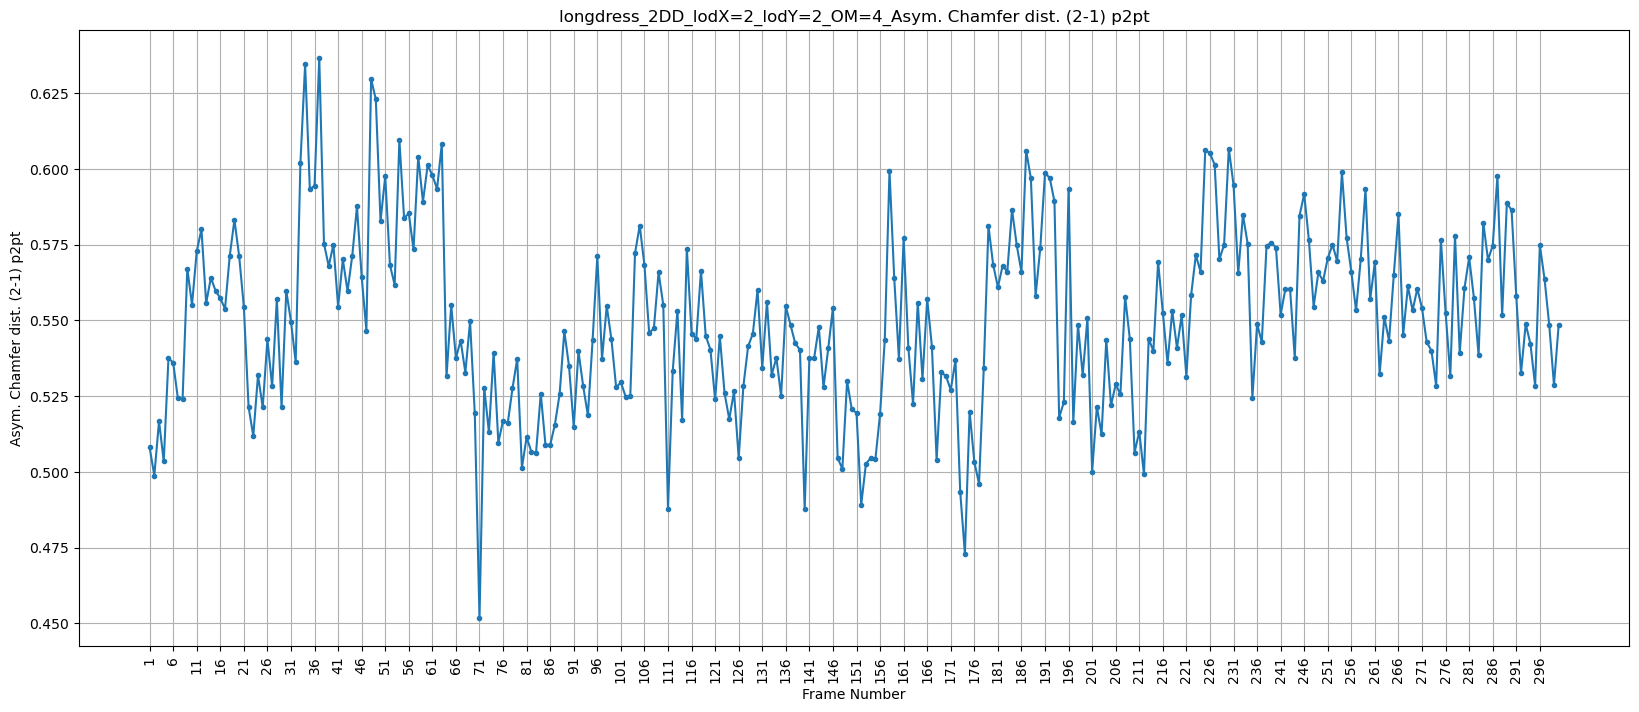 longdress_2DD_lodX=2_lodY=2_OM=4_Asym. Chamfer dist. (2-1) p2pt
Asym. Chamfer dist. (2-1) p2pt
0.625
0.600
0.575
0.550
0.525
0.500
0.475
0.450
1 6 11 16 21 26 31 36 41 46 51 56 61 66 71 76 81 86 91 96 101 106 111 116 121 126 131 136 141 146 151 156 161 166 171 176 181 186 191 196 201 206 211 216 221 226 231 236 241 246 251 256 261 266 271 276 281 286 291 296
Frame Number